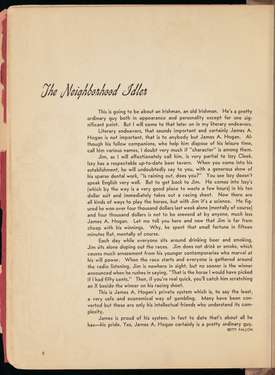 The Neighborhood Idler
This is going to be about an Irishman, an old Irishman. He's a pretty
ordinary guy both in appearance and personality except for one sig-
nificant point. But I will come to that later on in my literary endeavors.
Literary endeavors, that sounds important and certainly James A.
Hogan is not important, that is to anybody but James A. Hogan. Al-
though his fellow companions, who help him dispose of his leisure time,
call him various names, I doubt very much if "character" is among them.
Jim, as I will affectionately call him, is very partial to Izzy Cleek.
Izzy has a respectable up-to-date beer tavern. When you come into his
establishment, he will undoubtedly say to you, with a generous show of
his sparse dental work, "Is raining out, does you?" You see Izzy doesn't
speak English very well. But to get back to Jim. He comes into Izzy's
(which by the way is a very good place to waste a few hours) in his ten
dollar suit and immediately takes out a racing sheet. Now there are
all kinds of ways to play the horses, but with Jim it's a science. He fig-
ured he won over four thousand dollars last week alone (mentally of course)
and four thousand dollars is not to be sneezed at by anyone, much less
James A. Hogan. Let me tell you here and now that Jim is far from
cheap with his winnings. Why, he spent that small fortune in fifteen
minutes flat, mentally of course.
Each day while everyone sits around drinking beer and smoking,
Jim sits alone doping out the races. Jim does not drink or smoke, which
causes much amazement from his younger contemporaries who marvel at
his will power. When the race starts and everyone is gathered around
the radio listening, Jim is nowhere in sight, but no sooner is the winner
announced when he rushes in saying, "That is the horse I would have picked
if I had fifty cents." Then, if you're real quick, you'll catch him scratching
an X beside the winner on his racing sheet.
This is James A. Hogan's private system which is, to say the least,
a very safe and economical way of gambling. Many have been con-
verted but these are only his intellectual friends who understand its com-
plexity.
James is proud of his system. In fact to date that's about all he
has—his pride. Yes, James A. Hogan certainly is a pretty ordinary guy.
BETTY FALLON